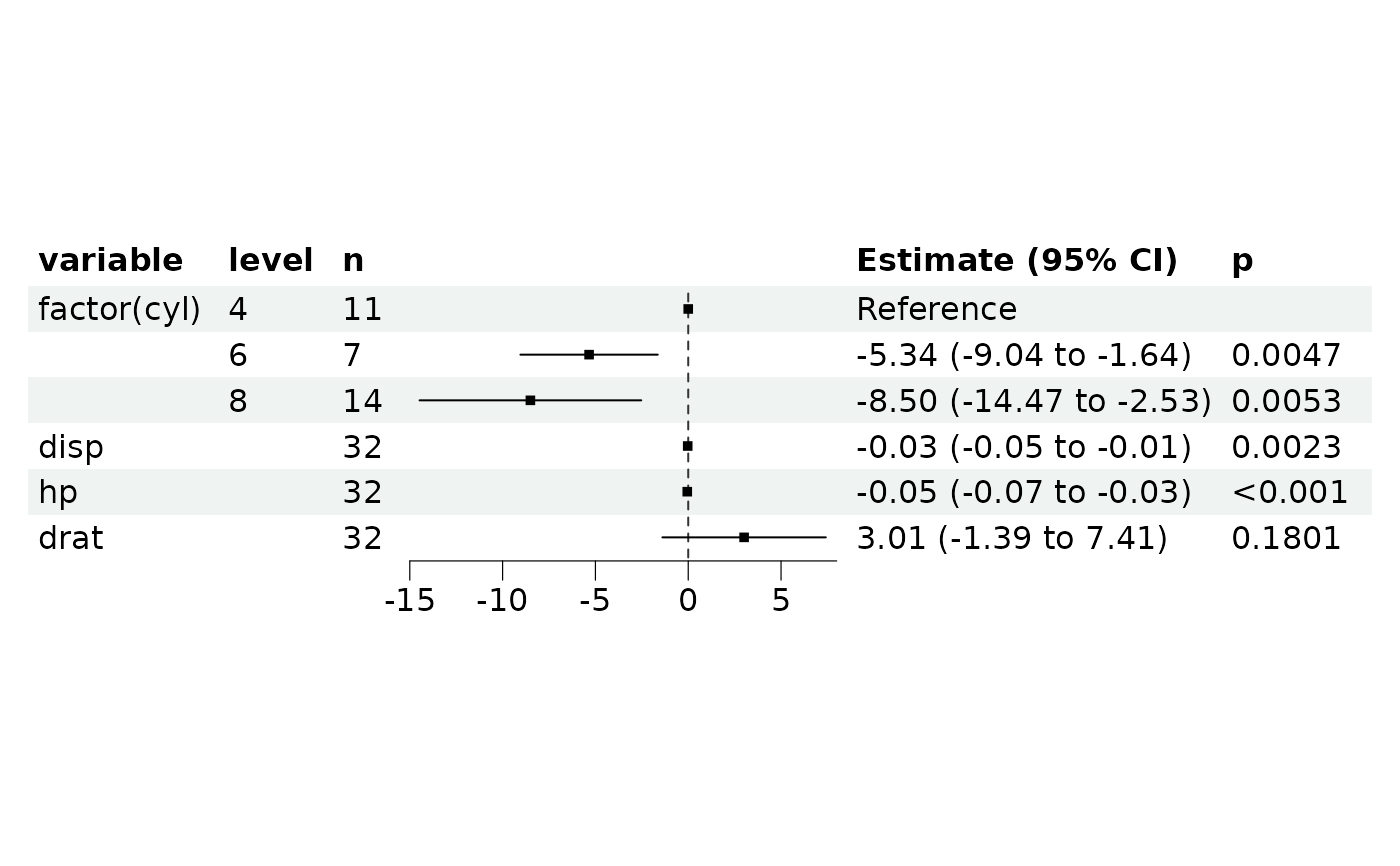 variable level n Estimate (95% CI) p
factor(cyl) 4 11 Reference
6 7 -5.34 (-9.04 to -1.64) 0.0047
8 14 -8.50 (-14.47 to -2.53) 0.0053
disp 32 -0.03 (-0.05 to -0.01) 0.0023
hp 32 -0.05 (-0.07 to -0.03) <0.001
drat 32 3.01 (-1.39 to 7.41) 0.1801
-15 -10 -5 0 5